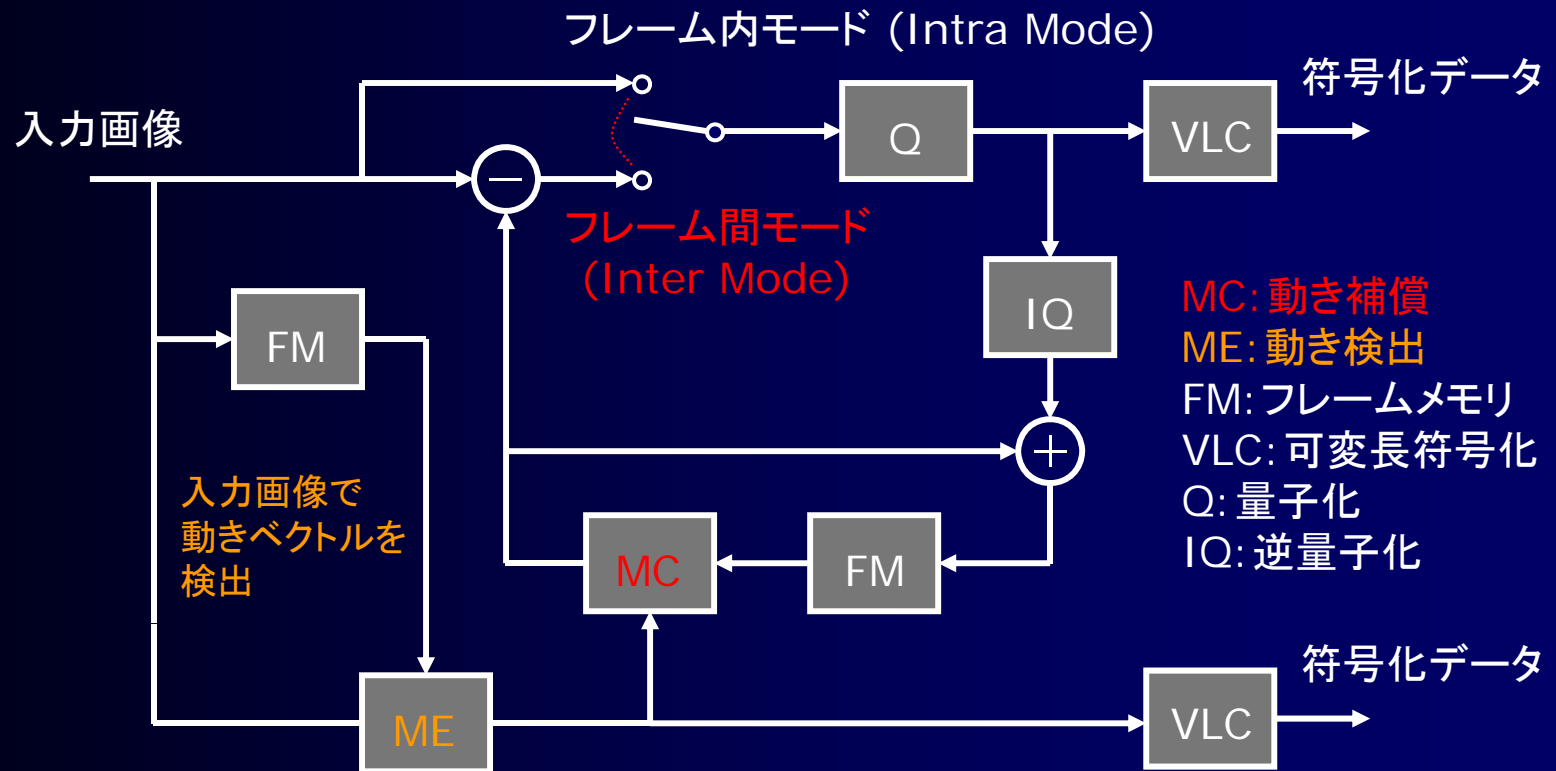 フレーム内モード (Intra Mode)
符号化データ
入力画像
Q
VLC
−
フレーム間モード
(Inter Mode)
IQ
FM
MC: 動き補償
ME: 動き検出
FM: フレームメモリ
VLC: 可変長符号化
Q: 量子化
IQ: 逆量子化
+
入力画像で
動きベクトルを
検出
MC
FM
符号化データ
ME
VLC